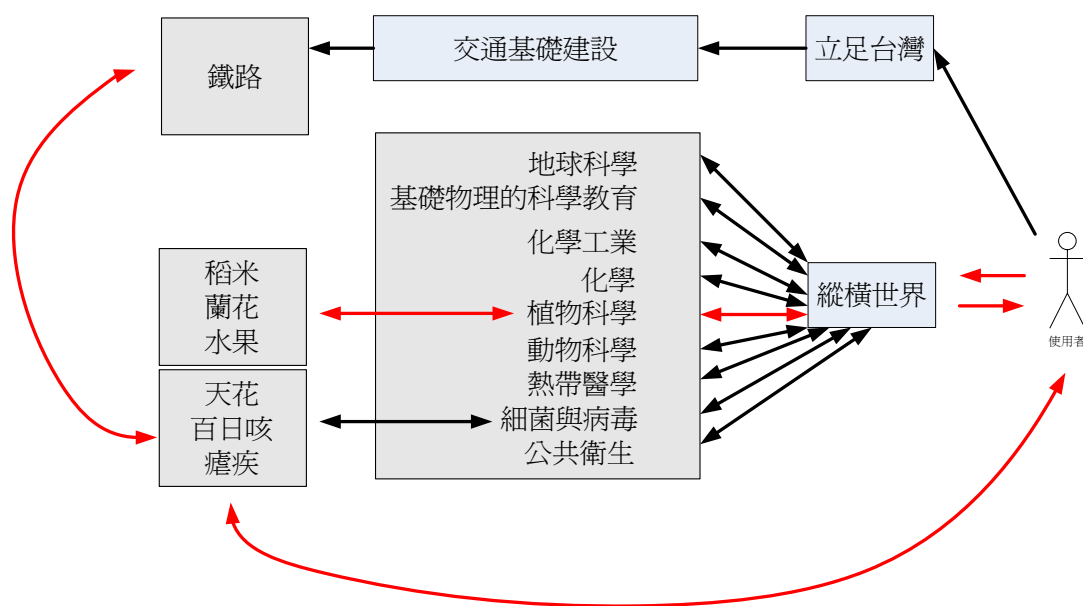 鐵路
交通基礎建設
立足台灣
地球科學
基礎物理的科學教育
化學工業
化學
植物科學
動物科學
熱帶醫學
細菌與病毒
公共衛生
稻米
蘭花
水果
天花
百日咳
瘧疾
縱橫世界
使用者